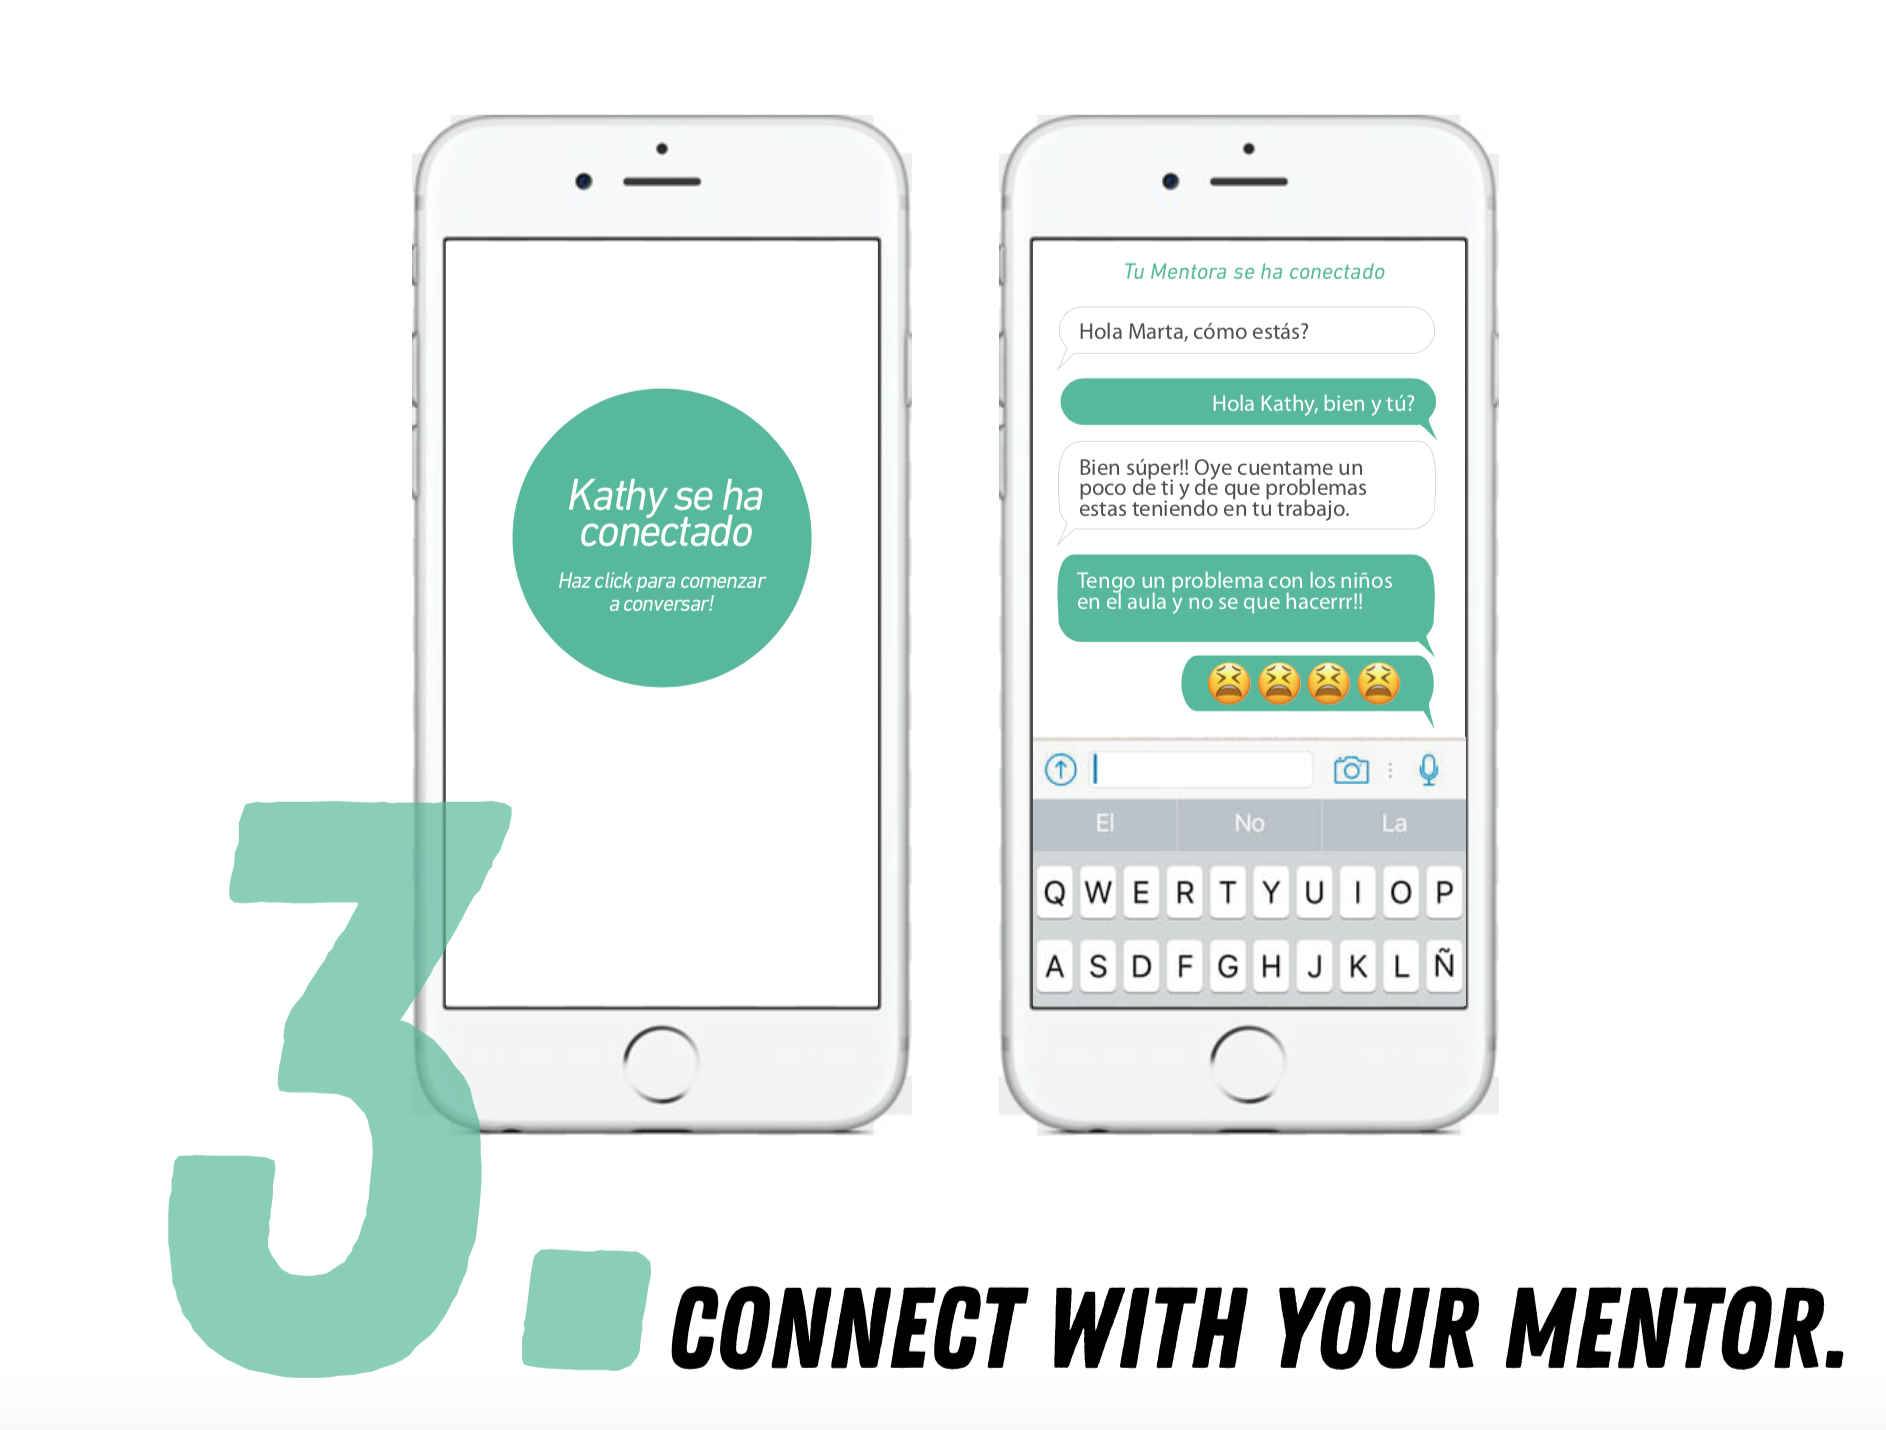 Kathy se ha
conectado
Haz click para comenzar
a conversar!
Tu Mentora se ha conectado
Hola Marta, cómo estás?
Hola Kathy, bien y tú?
Bien súper!! Oye cuentame un
poco de ti y de que problemas
estas teniendo en tu trabajo.
Tengo un problema con los niños
en el aula y no se que hacerrr!!
😫😫😫😫
El No La
Q W E R T Y U I O P
A S D F G H J K L Ñ
3. CONNECT WITH YOUR MENTOR.